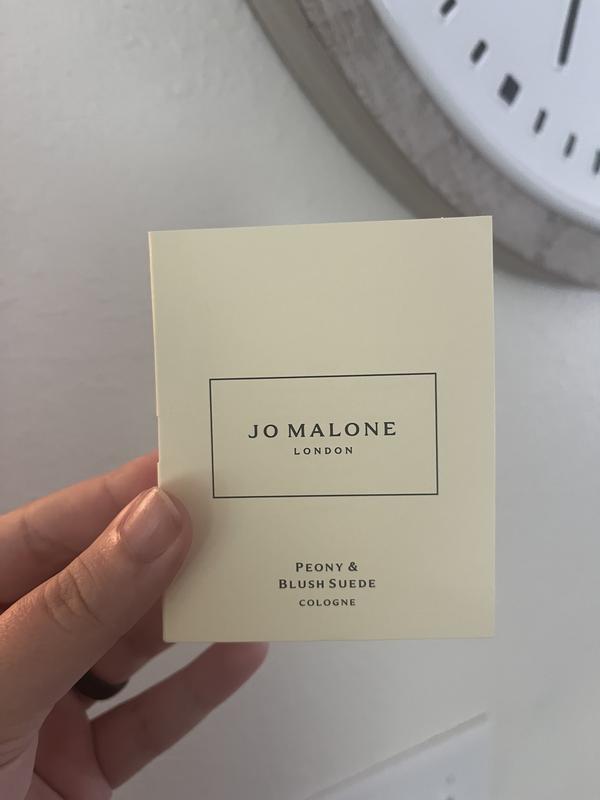 JO MALONE
LONDON
PEONY &
BLUSH SUEDE
COLOGNE